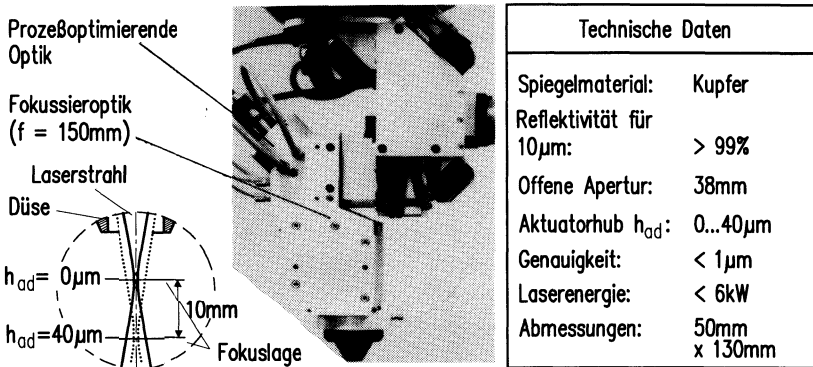 Prozeßoptimierende
Optik
Fokussieroptik
(f = 150mm)
Laserstrahl
Düse
h_ad = 0µm
10mm
h_ad = 40µm
Fokuslage
Technische Daten
Spiegelmaterial: Kupfer
Reflektivität für
10µm: > 99%
Offene Apertur: 38mm
Aktuatorhub h_ad: 0...40µm
Genauigkeit: < 1µm
Laserenergie: < 6kW
Abmessungen: 50mm
x 130mm